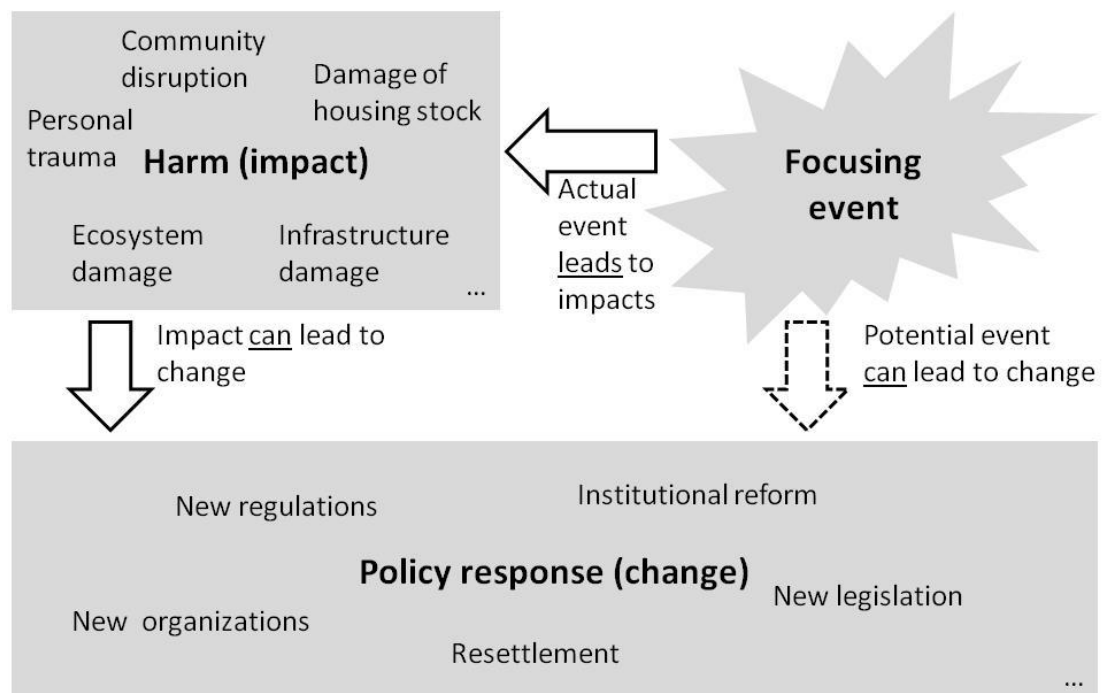 Community
disruption
Damage of
housing stock
Personal
trauma
Harm (impact)
Ecosystem
damage
Infrastructure
damage
...
Actual
event
leads to
impacts
Focusing
event
Impact can lead to
change
Potential event
can lead to change
New regulations
Institutional reform
Policy response (change)
New legislation
New organizations
Resettlement
...